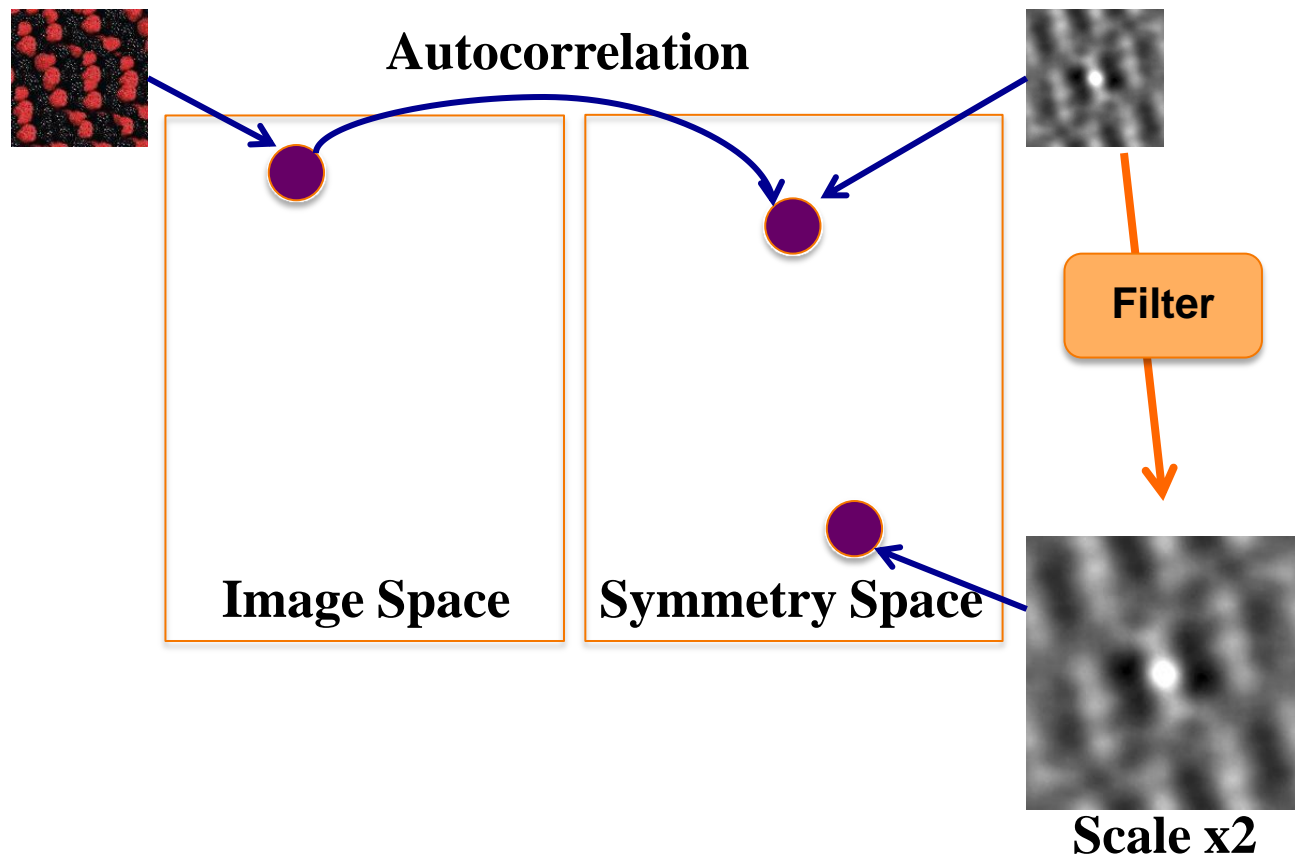 Autocorrelation
Filter
Image Space
Symmetry Space
Scale x2